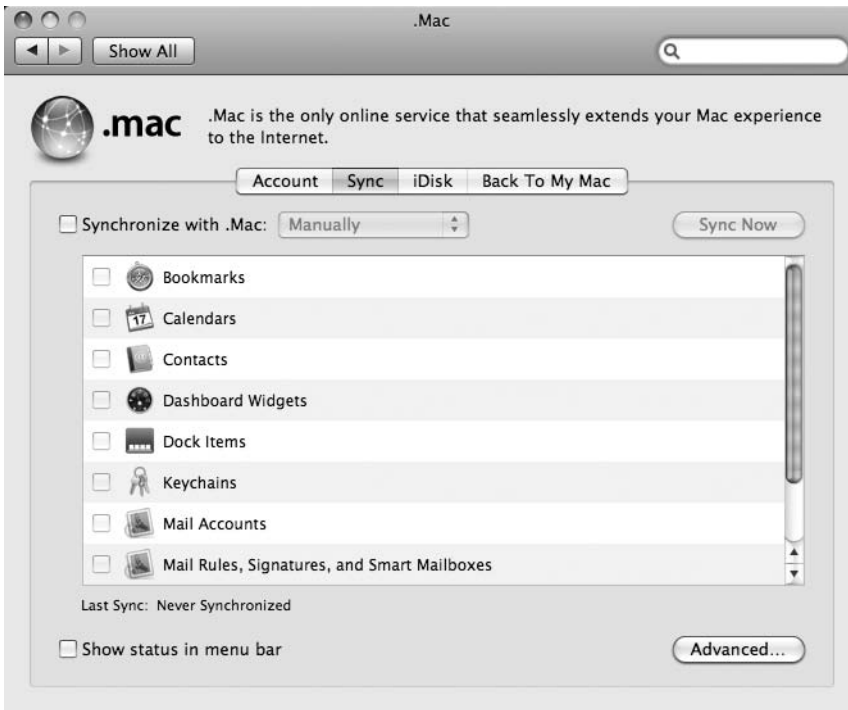 .Mac
Show All
.mac
.Mac is the only online service that seamlessly extends your Mac experience
to the Internet.
Account Sync iDisk Back To My Mac
Synchronize with .Mac: Manually Sync Now
Bookmarks
17 Calendars
Contacts
Dashboard Widgets
Dock Items
Keychains
Mail Accounts
Mail Rules, Signatures, and Smart Mailboxes
Last Sync: Never Synchronized
Show status in menu bar Advanced...